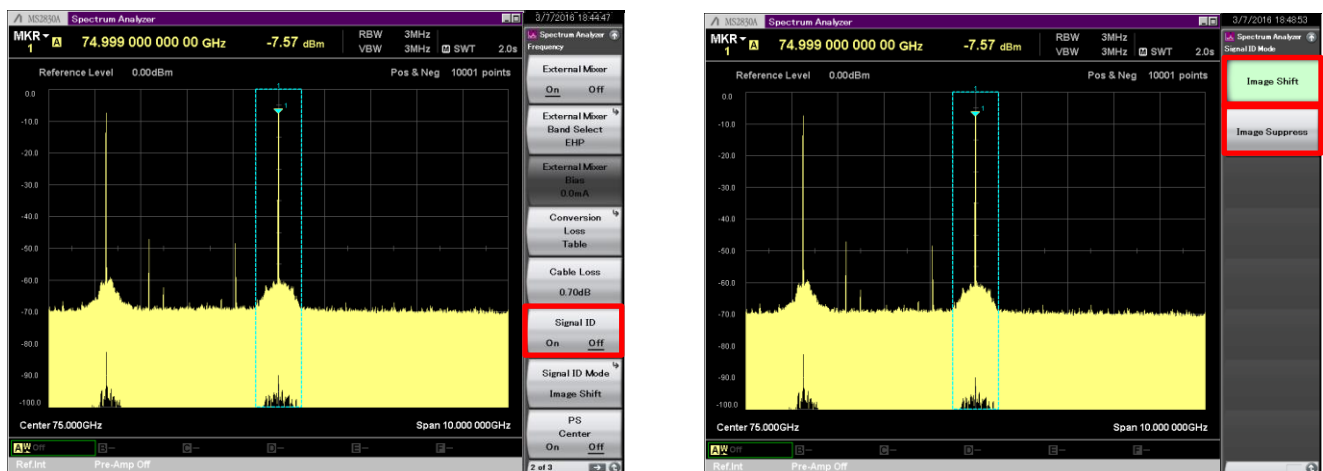 MS2850A Spectrum Analyzer 3/7/2016 18:44:47
MKR 1 A 74.999 000 000 00 GHz -7.57 dBm RBW 3MHz
VBW 3MHz SWT 2.0s
Spectrum Analyzer
Frequency
Reference Level 0.00dBm Pos & Neg 10001 points
External Mixer
On Off
External Mixer
Band Select
EHP
External Mixer
Bias
0.0mA
Conversion
Loss
Table
Cable Loss
0.70dB
Signal ID
On Off
Signal ID Mode
Image Shift
PS
Center
On Off
2 of 3
1
1
0.0
-10.0
-20.0
-30.0
-40.0
-50.0
-60.0
-70.0
-80.0
-90.0
-100.0
Center 75.000GHz Span 10.000 000GHz
A W Off B-- C-- D-- E-- F--
Ref.Int Pre-Amp Off
MS2850A Spectrum Analyzer 3/7/2016 18:48:53
MKR 1 A 74.999 000 000 00 GHz -7.57 dBm RBW 3MHz
VBW 3MHz SWT 2.0s
Spectrum Analyzer
Signal ID Mode
Reference Level 0.00dBm Pos & Neg 10001 points
Image Shift
Image Suppress
1
1
0.0
-10.0
-20.0
-30.0
-40.0
-50.0
-60.0
-70.0
-80.0
-90.0
-100.0
Center 75.000GHz Span 10.000 000GHz
A W Off B-- C-- D-- E-- F--
Ref.Int Pre-Amp Off